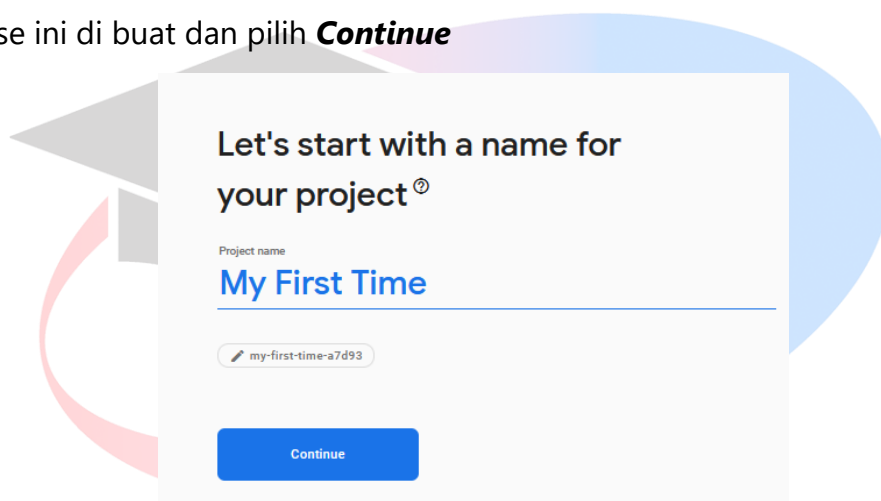 se ini di buat dan pilih Continue
Let's start with a name for
your project
Project name
My First Time
my-first-time-a7d93
Continue